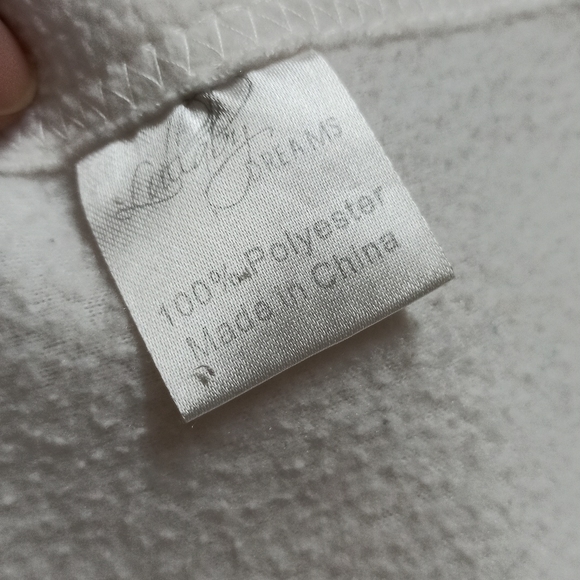 DREAMS
100% Polyester
Made in China